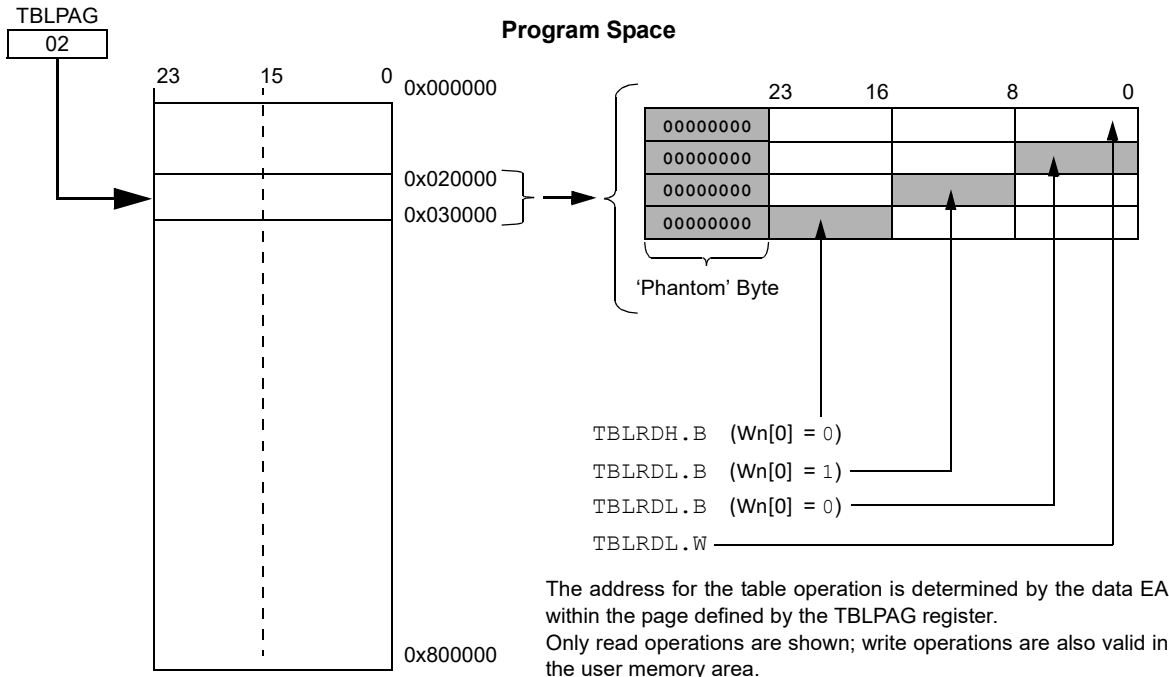 TBLPAG
02
Program Space
23 15 0
0x000000
0x020000
0x030000
0x800000
23 16 8 0
00000000
00000000
00000000
00000000
‘Phantom’ Byte
TBLRDH.B (Wn[0] = 0)
TBLRDL.B (Wn[0] = 1)
TBLRDL.B (Wn[0] = 0)
TBLRDL.W
The address for the table operation is determined by the data EA
within the page defined by the TBLPAG register.
Only read operations are shown; write operations are also valid in
the user memory area.